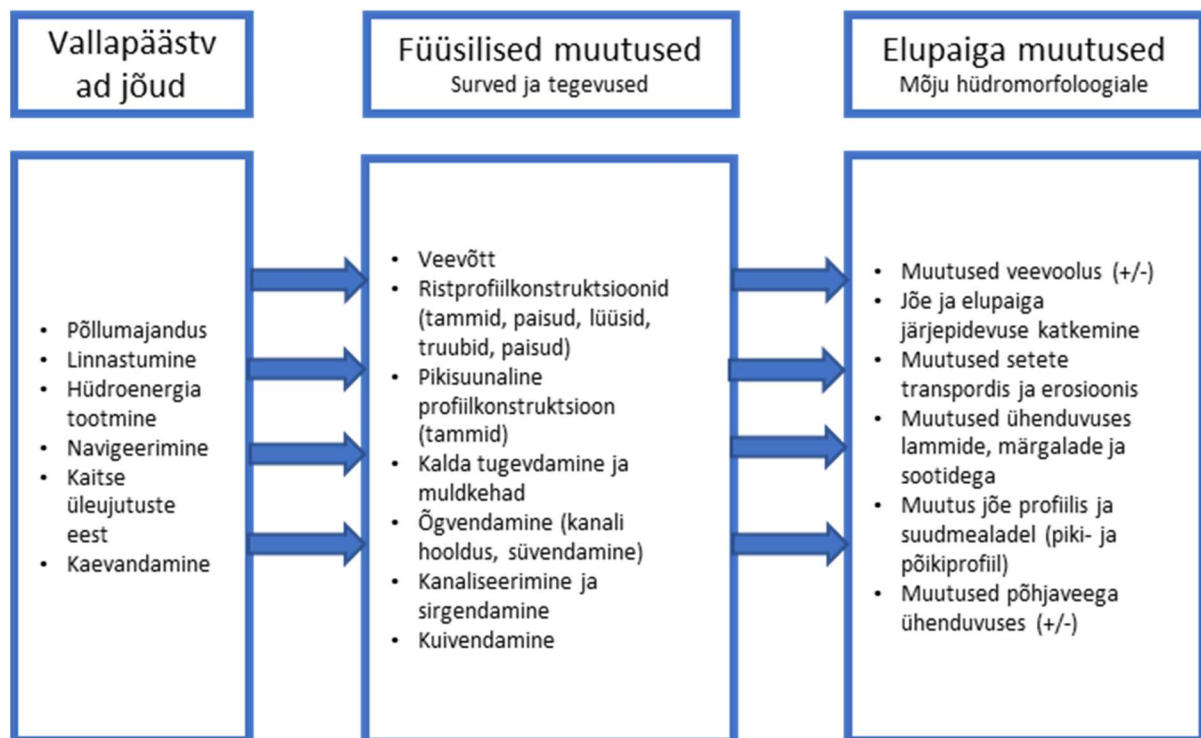 Vallapäästv
ad jõud
Füüsilised muutused
Surved ja tegevused
Elupaiga muutused
Mõju hüdromorfoloogiale
• Põllumajandus
• Linnastumine
• Hüdroenergia
tootmine
• Navigeerimine
• Kaitse
üleujutuste
eest
• Kaevandamine
• Veevõtt
• Ristprofiilkonstruktsioonid
(tammid, paisud, lüüsid,
truubid, paisud)
• Pikisuunaline
profiilkonstruktsioon
(tammid)
• Kalda tugevdamine ja
muldkehad
• Õgvendamine (kanali
hooldus, süvendamine)
• Kanaliseerimine ja
sirgendamine
• Kuivendamine
• Muutused veevoolus (+/-)
• Jõe ja elupaiga
järjepidevuse katkemine
• Muutused setete
transpordis ja erosioonis
• Muutused ühenduvuses
lammide, märgalade ja
sootidega
• Muutus jõe profiilis ja
suudmealadel (piki- ja
põikiprofiil)
• Muutused põhjaveega
ühenduvuses (+/-)